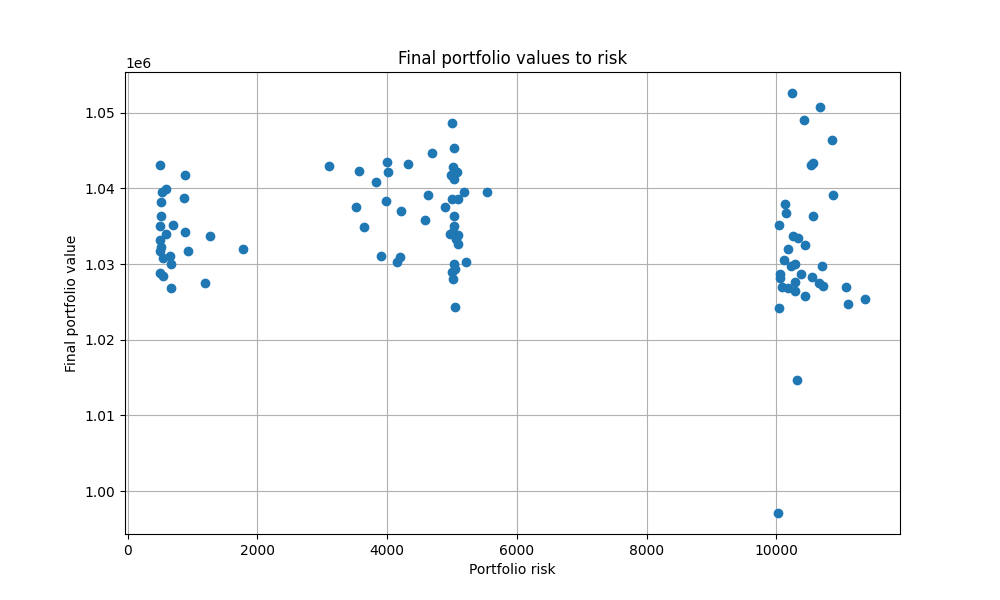 Final portfolio values to risk
1e6
1.05
1.04
1.03
1.02
1.01
1.00
Final portfolio value
0 2000 4000 6000 8000 10000
Portfolio risk